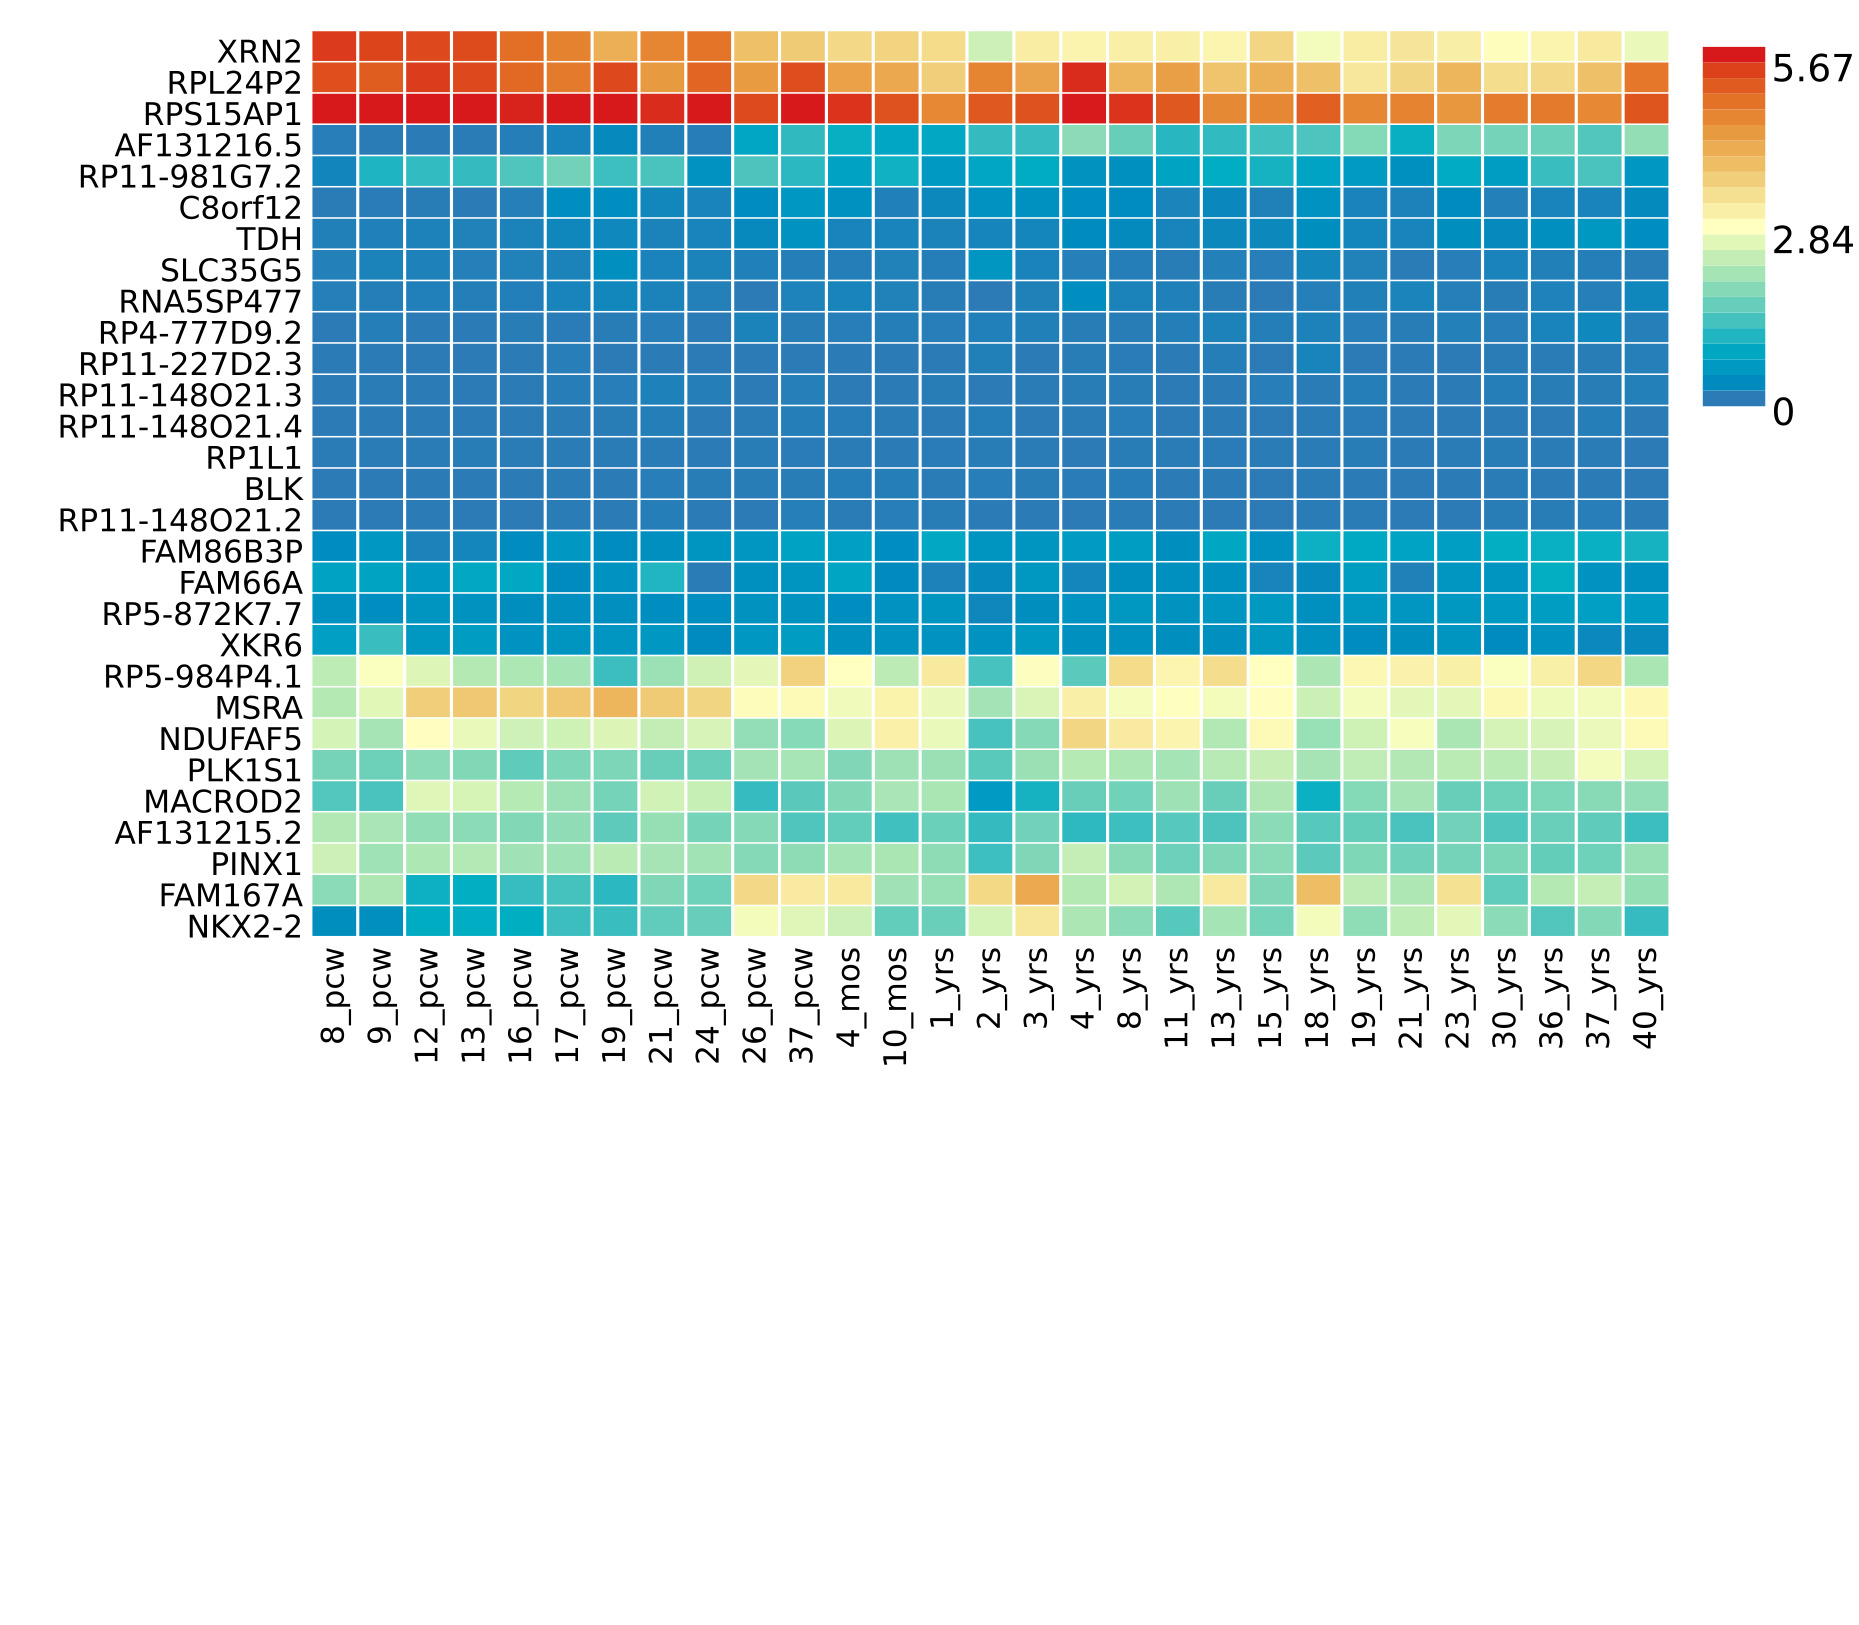 XRN2
RPL24P2
RPS15AP1
AF131216.5
RP11-981G7.2
C8orf12
TDH
SLC35G5
RNA5SP477
RP4-777D9.2
RP11-227D2.3
RP11-148O21.3
RP11-148O21.4
RP1L1
BLK
RP11-148O21.2
FAM86B3P
FAM66A
RP5-872K7.7
XKR6
RP5-984P4.1
MSRA
NDUFAF5
PLK1S1
MACROD2
AF131215.2
PINX1
FAM167A
NKX2-2
8_pcw
9_pcw
12_pcw
13_pcw
16_pcw
17_pcw
19_pcw
21_pcw
24_pcw
26_pcw
37_pcw
4_mos
10_mos
1_yrs
2_yrs
3_yrs
4_yrs
8_yrs
11_yrs
13_yrs
15_yrs
18_yrs
19_yrs
21_yrs
23_yrs
30_yrs
36_yrs
37_yrs
40_yrs
5.67
2.84
0